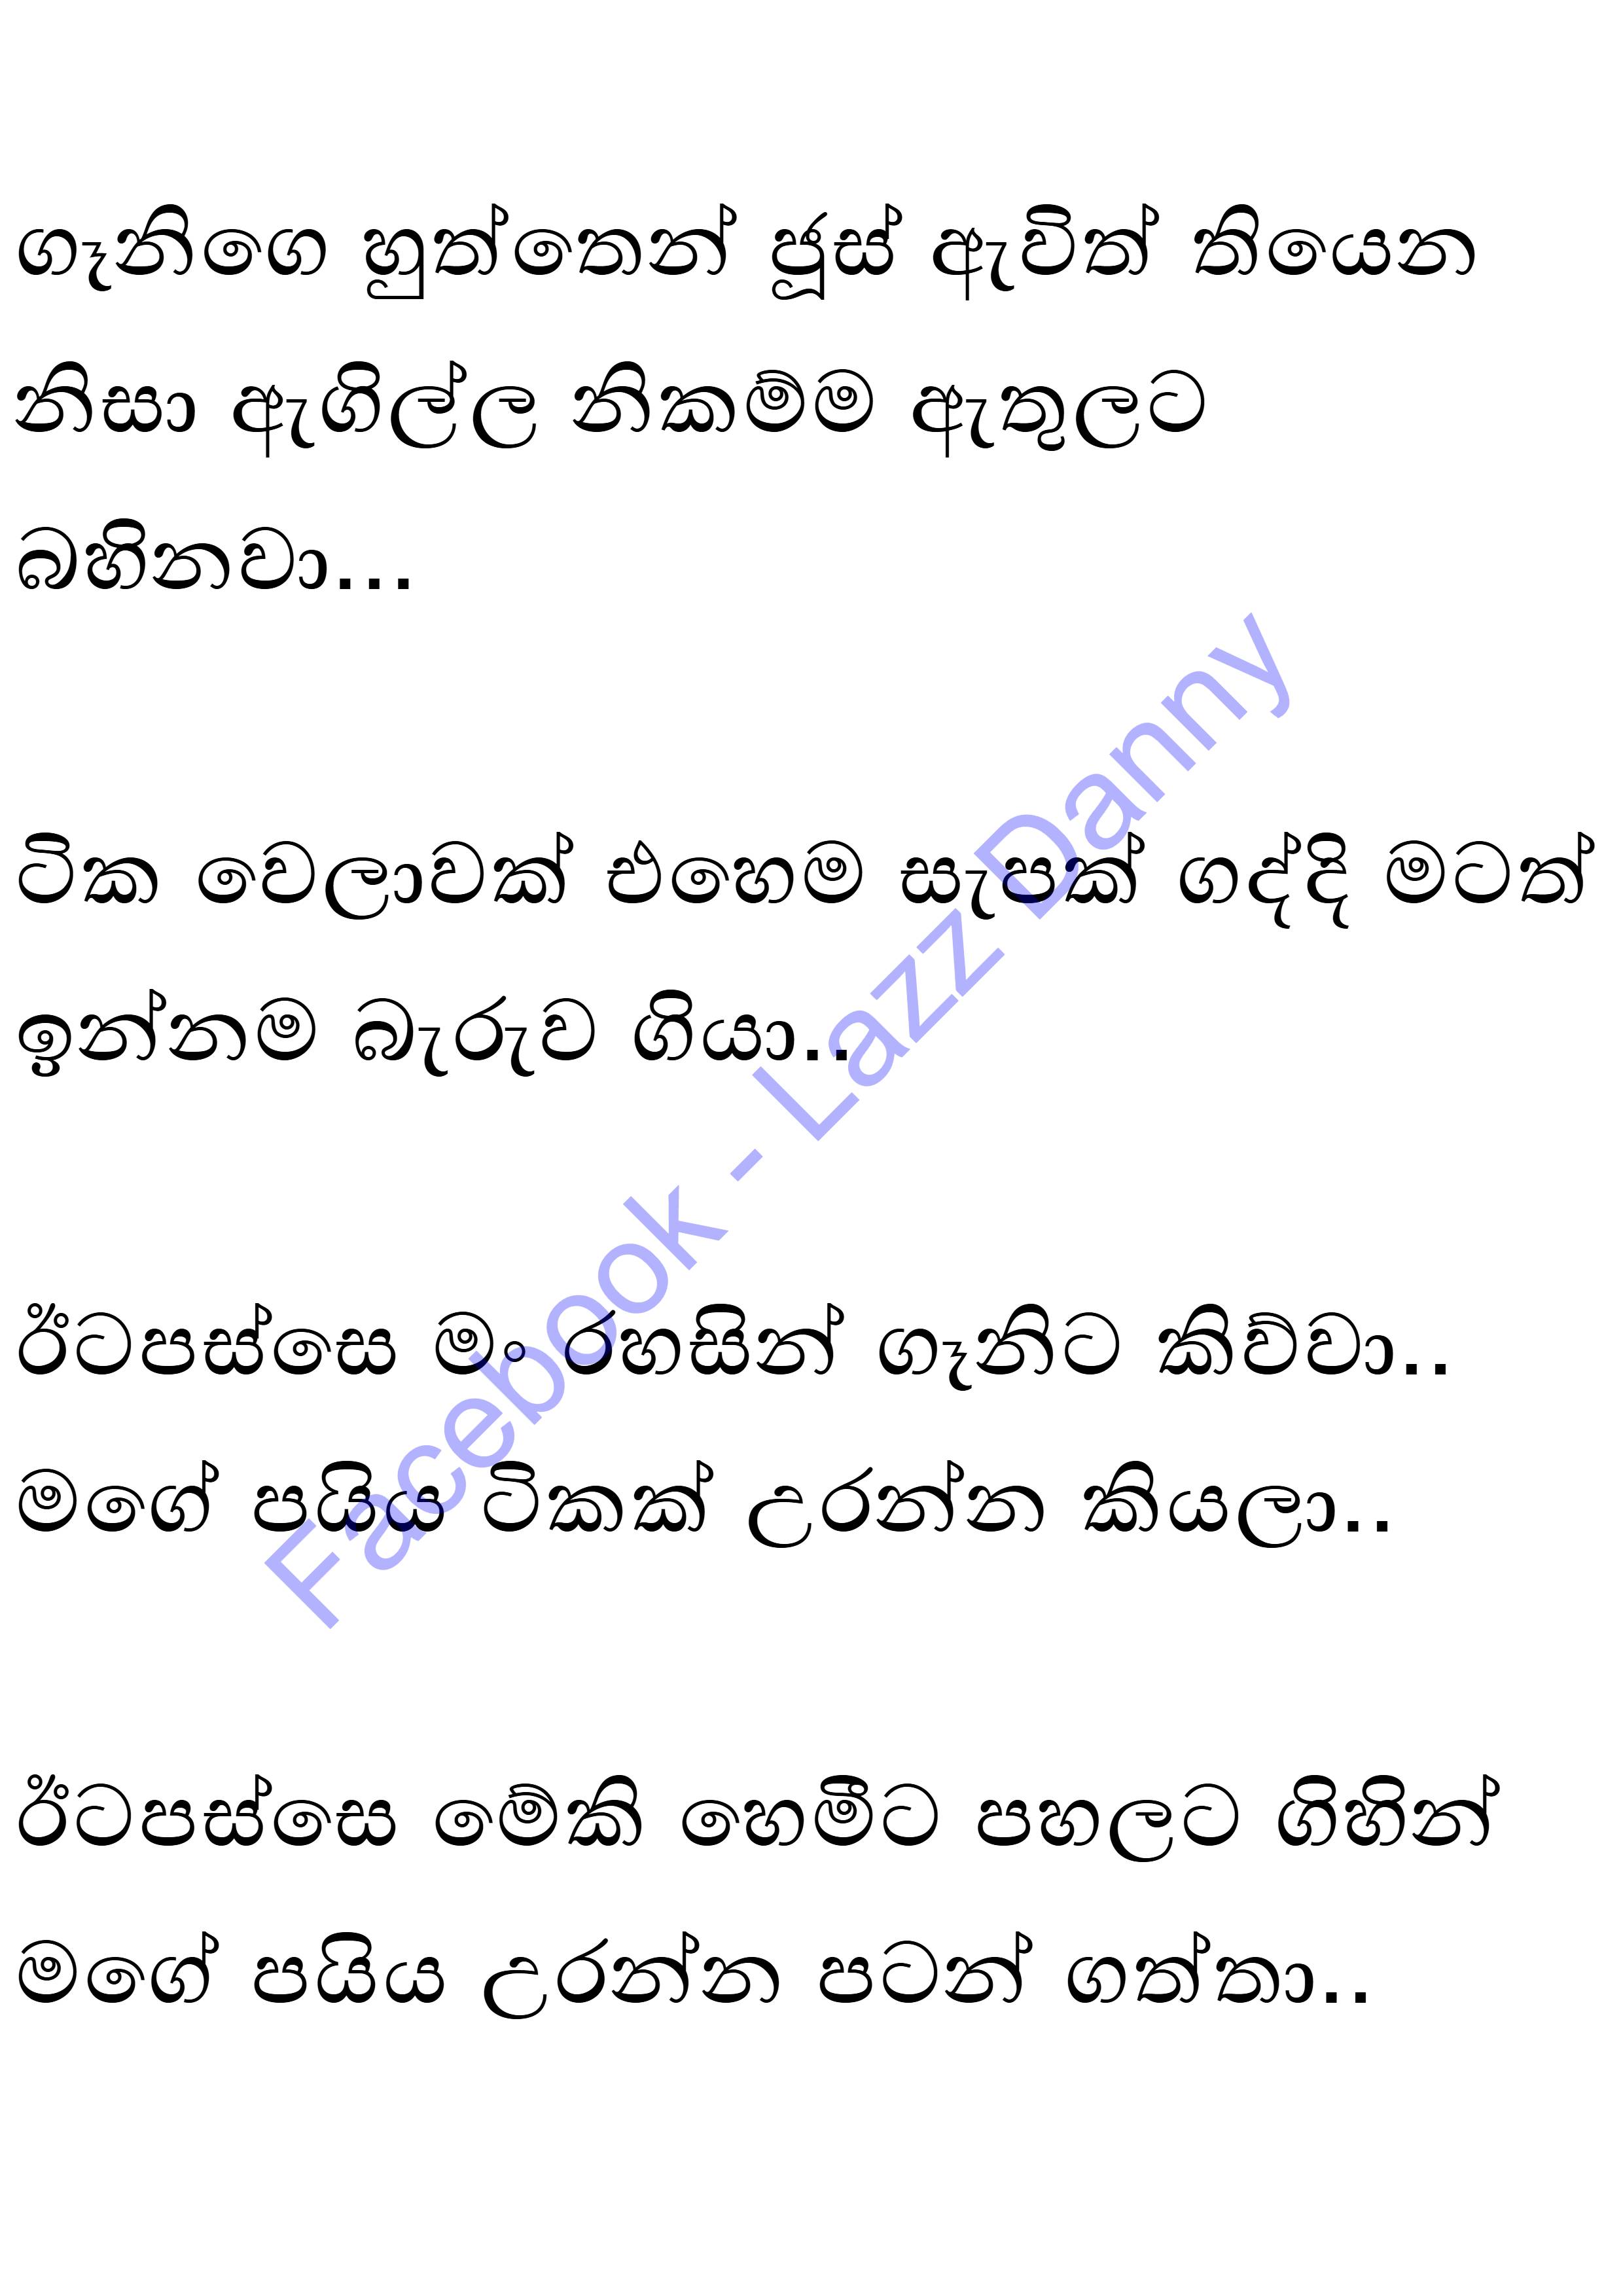 ගෑනිගෙ හුත්තෙන් ජූස් ඇවිත් තියෙන
නිසා ඇගිල්ල නිකම්ම ඇතුලට
බහිනවා...
ටික වෙලාවක් එහෙම සැපක් ගද්දි මටත්
ඉන්නම බැරුව ගියා..
ඊටපස්සෙ මං රහසින් ගෑනිට කිව්වා..
මගේ පයිය ටිකක් උරන්න කියලා..
ඊටපස්සෙ මේකි හෙමීට පහලට ගිහින්
මගේ පයිය උරන්න පටන් ගත්තා..
Facebook - Lazz Danny